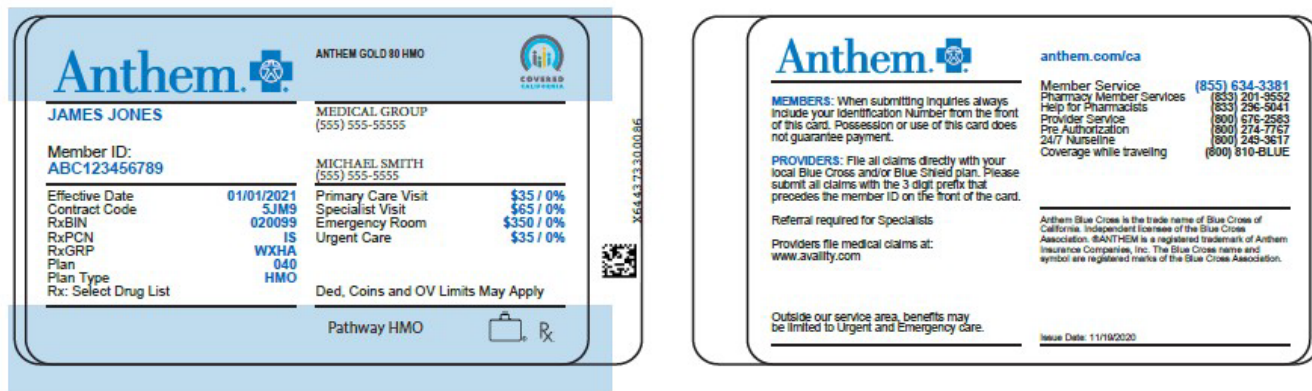 Anthem.
ANTHEM GOLD 80 HMO
COVERED
CALIFORNIA
JAMES JONES
MEDICAL GROUP
(555) 555-55555
Member ID:
ABC123456789
MICHAEL SMITH
(555) 555-5555
Effective Date 01/01/2021
Contract Code 5JM9
RxBIN 020099
RxPCN IS
RxGRP WXHA
Plan 040
Plan Type HMO
Rx: Select Drug List
Primary Care Visit $35 / 0%
Specialist Visit $65 / 0%
Emergency Room $350 / 0%
Urgent Care $35 / 0%
Ded, Coins and OV Limits May Apply
Pathway HMO
Rx
X644373300086
Anthem.
anthem.com/ca
MEMBERS: When submitting inquiries always
include your Identification Number from the front
of this card. Possession or use of this card does
not guarantee payment.
PROVIDERS: File all claims directly with your
local Blue Cross and/or Blue Shield plan. Please
submit all claims with the 3 digit prefix that
precedes the member ID on the front of the card.
Referral required for Specialists
Providers file medical claims at:
www.availity.com
Outside our service area, benefits may
be limited to Urgent and Emergency care.
Member Service (855) 634-3381
Pharmacy Member Services (833) 201-9552
Help for Pharmacists (833) 296-5041
Provider Service (800) 676-2583
Pre Authorization (800) 274-7767
24/7 Nurseline (800) 249-3617
Coverage while traveling (800) 810-BLUE
Anthem Blue Cross is the trade name of Blue Cross of
California. Independent licensee of the Blue Cross
Association. ®ANTHEM is a registered trademark of Anthem
Insurance Companies, Inc. The Blue Cross name and
symbol are registered marks of the Blue Cross Association.
Issue Date: 11/19/2020